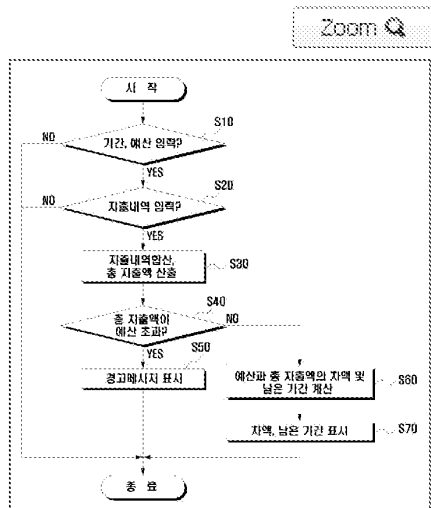 Zoom
시 작
S10
NO
기간, 예산 입력?
YES
S20
NO
지출내역 입력?
YES
지출내역합산,
총 지출액 산출
S30
S40
총 지출액이
예산 초과?
NO
YES
S50
경고메시지 표시
예산과 총 지출액의 차액 및
남은 기간 계산
S60
차액, 남은 기간 표시
S70
종 료